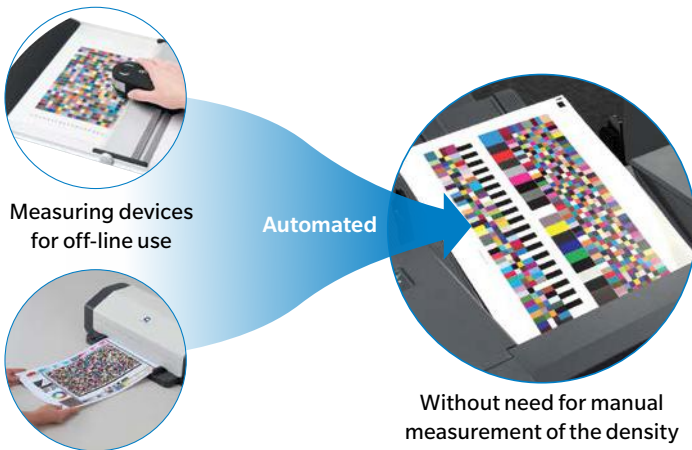 Measuring devices
for off-line use
Automated
Without need for manual
measurement of the density